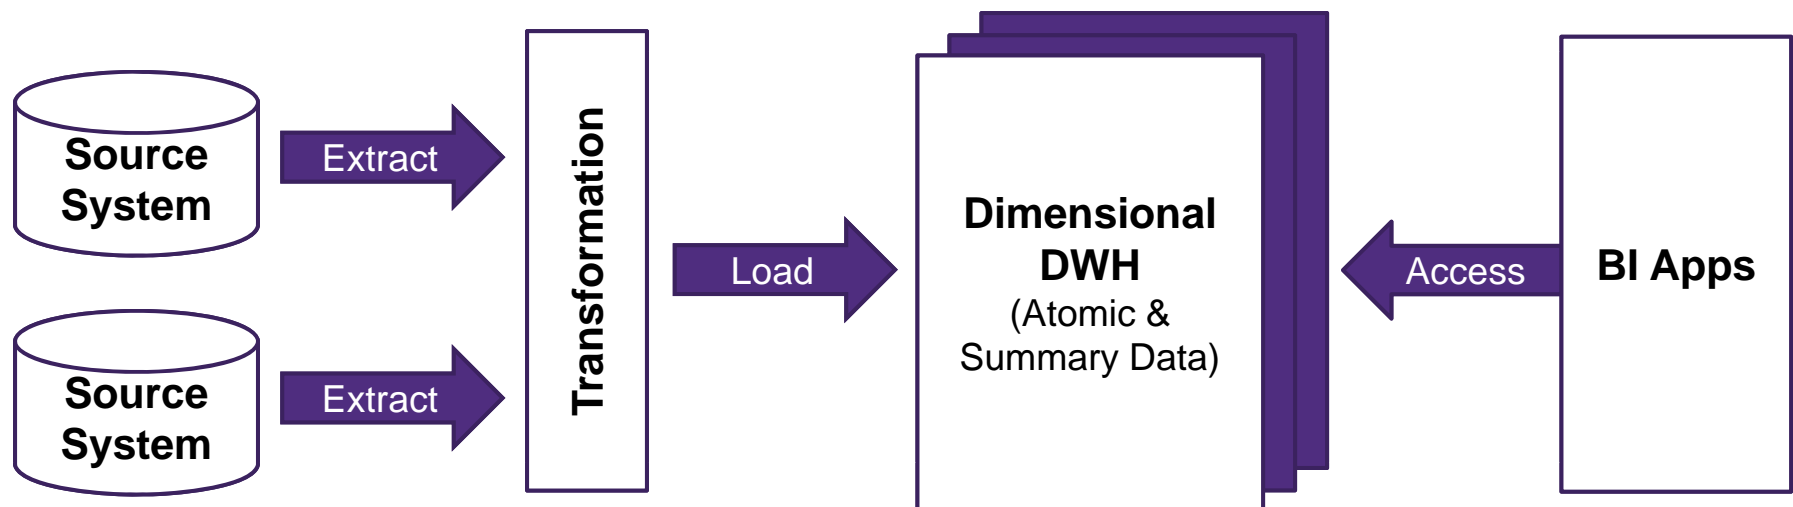 Source
System
Extract
Source
System
Extract
Transformation
Load
Dimensional
DWH
(Atomic &
Summary Data)
Access
BI Apps